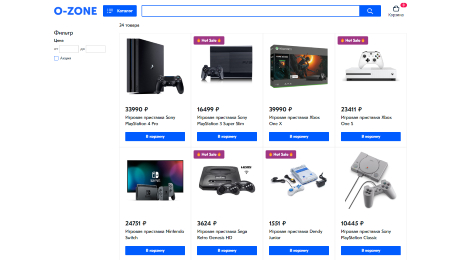 O-ZONE
Каталог
0
Корзина
24 товара
Фильтр
Цена
от
до
Акция
🔥 Hot Sale 🔥
🔥 Hot Sale 🔥
33990 ₽
16499 ₽
39990 ₽
23411 ₽
Игровая приставка Sony
PlayStation 4 Pro
Игровая приставка Sony
PlayStation 3 Super Slim
Игровая приставка Xbox
One X
Игровая приставка Xbox
One S
В корзину
В корзину
В корзину
В корзину
🔥 Hot Sale 🔥
🔥 Hot Sale 🔥
24751 ₽
3624 ₽
1551 ₽
10445 ₽
Игровая приставка Nintendo
Switch
Игровая приставка Sega
Retro Genesis HD
Игровая приставка Dendy
Junior
Игровая приставка Sony
PlayStation Classic
В корзину
В корзину
В корзину
В корзину